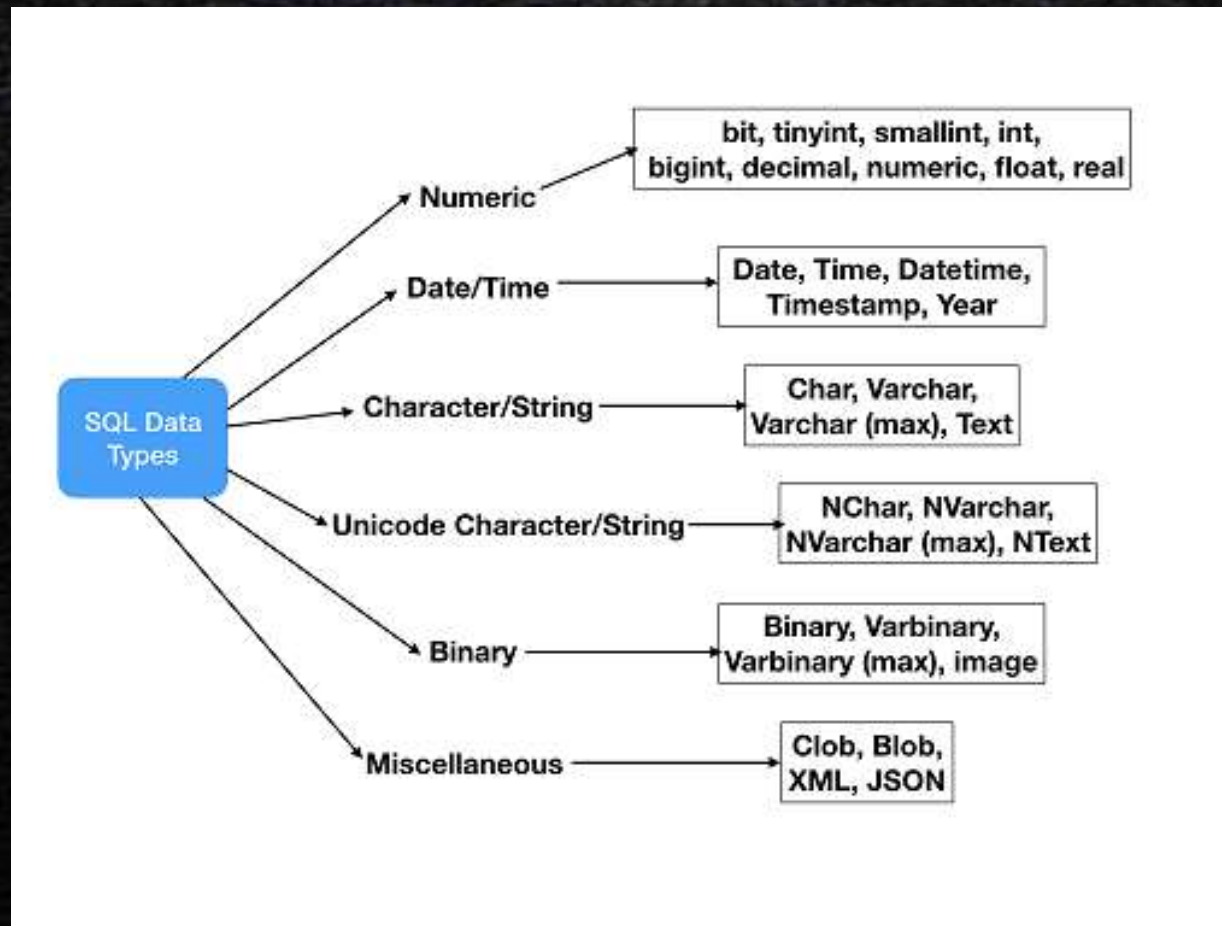 SQL Data
Types
Numeric
bit, tinyint, smallint, int,
bigint, decimal, numeric, float, real
Date/Time
Date, Time, Datetime,
Timestamp, Year
Character/String
Char, Varchar,
Varchar (max), Text
Unicode Character/String
NChar, NVarchar,
NVarchar (max), NText
Binary
Binary, Varbinary,
Varbinary (max), image
Miscellaneous
Clob, Blob,
XML, JSON